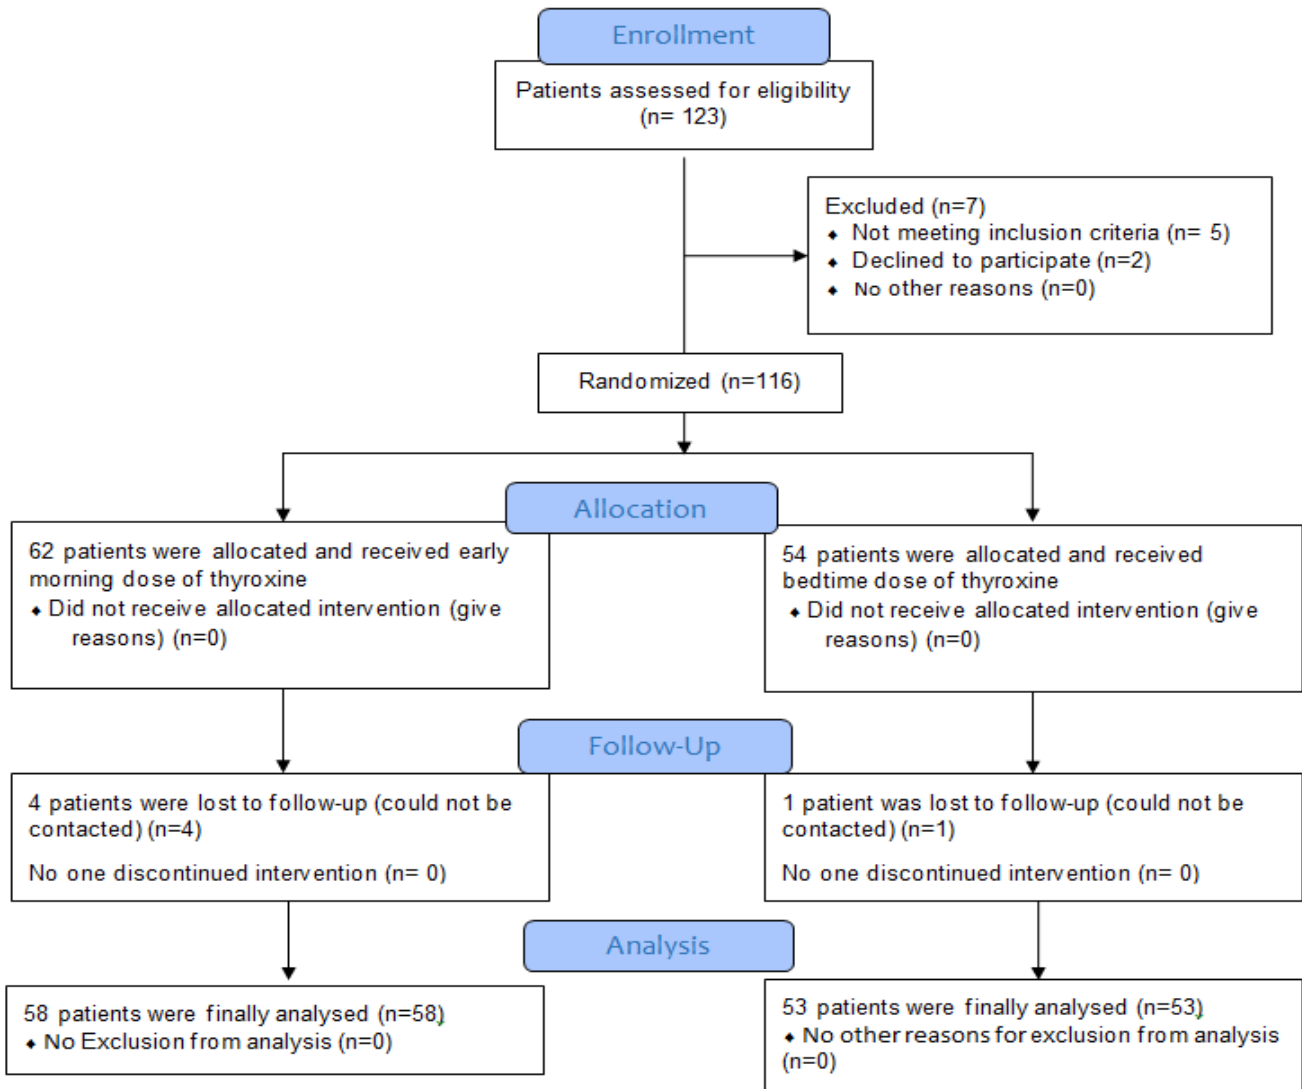 Enrollment
Patients assessed for eligibility
(n= 123)
Excluded (n=7)
⬥ Not meeting inclusion criteria (n= 5)
⬥ Declined to participate (n=2)
⬥ No other reasons (n=0)
Randomized (n=116)
Allocation
62 patients were allocated and received early
morning dose of thyroxine
⬥ Did not receive allocated intervention (give
reasons) (n=0)
54 patients were allocated and received
bedtime dose of thyroxine
⬥ Did not receive allocated intervention (give
reasons) (n=0)
Follow-Up
4 patients were lost to follow-up (could not be
contacted) (n=4)
No one discontinued intervention (n= 0)
1 patient was lost to follow-up (could not be
contacted) (n=1)
No one discontinued intervention (n= 0)
Analysis
58 patients were finally analysed (n=58)
⬥ No Exclusion from analysis (n=0)
53 patients were finally analysed (n=53)
⬥ No other reasons for exclusion from analysis
(n=0)